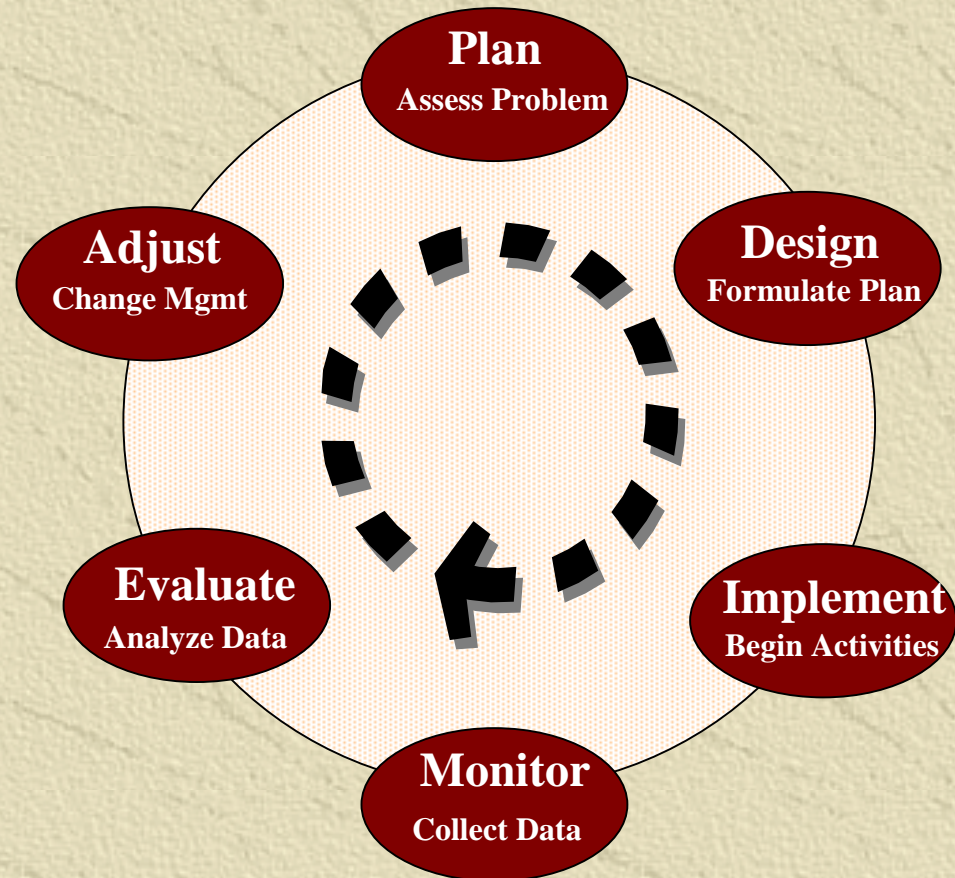 Plan
Assess Problem
Design
Formulate Plan
Implement
Begin Activities
Monitor
Collect Data
Evaluate
Analyze Data
Adjust
Change Mgmt